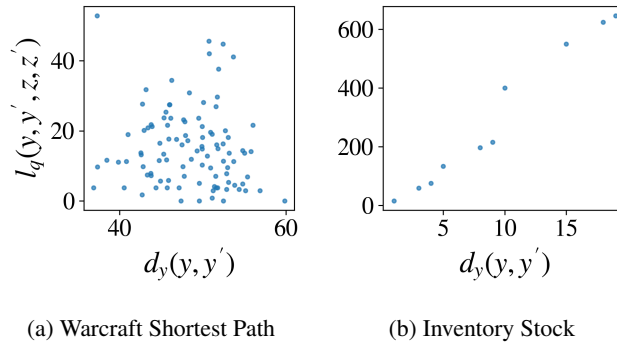 l_q(y, y′, z, z′)
40
20
0
40
60
d_y(y, y′)
600
400
200
0
5
10
15
d_y(y, y′)
(a) Warcraft Shortest Path
(b) Inventory Stock